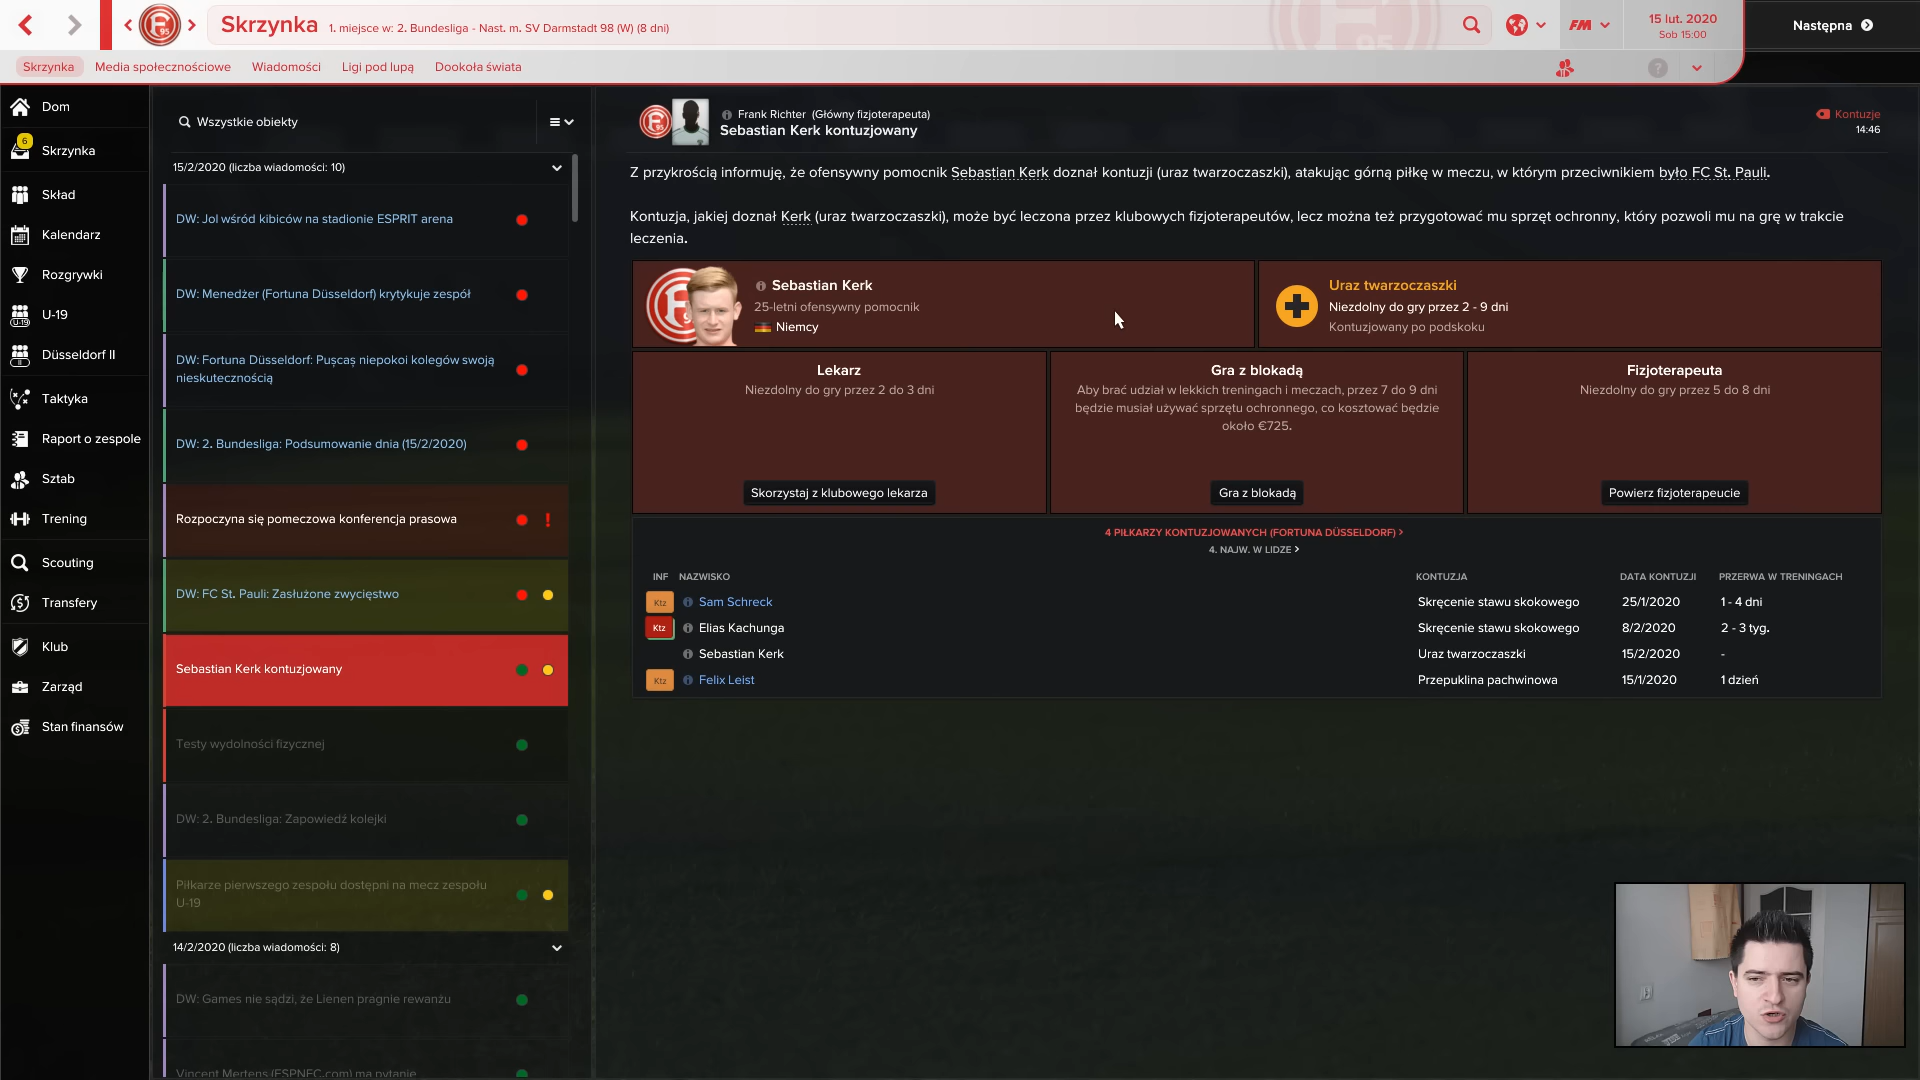 Skrzynka
1. miejsce w: 2. Bundesliga - Nast. m. SV Darmstadt 98 (W) (8 dni)
FM
15 lut. 2020
Sob 15:00
Następna
Skrzynka
Media społecznościowe
Wiadomości
Ligi pod lupą
Dookoła świata
Dom
6
Skrzynka
Skład
Kalendarz
Rozgrywki
U-19
Düsseldorf II
Taktyka
Raport o zespole
Sztab
Trening
Scouting
Transfery
Klub
Zarząd
Stan finansów
Wszystkie obiekty
15/2/2020 (liczba wiadomości: 10)
DW: Jol wśród kibiców na stadionie ESPRIT arena
DW: Menedżer (Fortuna Düsseldorf) krytykuje zespół
DW: Fortuna Düsseldorf: Pușcaș niepokoi kolegów swoją
nieskutecznością
DW: 2. Bundesliga: Podsumowanie dnia (15/2/2020)
Rozpoczyna się pomeczowa konferencja prasowa
DW: FC St. Pauli: Zasłużone zwycięstwo
Sebastian Kerk kontuzjowany
Testy wydolności fizycznej
DW: 2. Bundesliga: Zapowiedź kolejki
Piłkarze pierwszego zespołu dostępni na mecz zespołu
U-19
14/2/2020 (liczba wiadomości: 8)
DW: Games nie sądzi, że Lienen pragnie rewanżu
Vincent Mertens (ESPNFC.com) ma pytanie
Frank Richter (Główny fizjoterapeuta)
Sebastian Kerk kontuzjowany
Kontuzje
14:46
Z przykrością informuję, że ofensywny pomocnik Sebastian Kerk doznał kontuzji (uraz twarzoczaszki), atakując górną piłkę w meczu, w którym przeciwnikiem było FC St. Pauli.
Kontuzja, jakiej doznał Kerk (uraz twarzoczaszki), może być leczona przez klubowych fizjoterapeutów, lecz można też przygotować mu sprzęt ochronny, który pozwoli mu na grę w trakcie
leczenia.
Sebastian Kerk
25-letni ofensywny pomocnik
Niemcy
Uraz twarzoczaszki
Niezdolny do gry przez 2 - 9 dni
Kontuzjowany po podskoku
Lekarz
Niezdolny do gry przez 2 do 3 dni
Skorzystaj z klubowego lekarza
Gra z blokadą
Aby brać udział w lekkich treningach i meczach, przez 7 do 9 dni
będzie musiał używać sprzętu ochronnego, co kosztować będzie
około €725.
Gra z blokadą
Fizjoterapeuta
Niezdolny do gry przez 5 do 8 dni
Powierz fizjoterapeucie
4 PIŁKARZY KONTUZJOWANYCH (FORTUNA DÜSSELDORF)
4. NAJW. W LIDZE
INF NAZWISKO KONTUZJA DATA KONTUZJI PRZERWA W TRENINGACH
Ktz Sam Schreck Skręcenie stawu skokowego 25/1/2020 1 - 4 dni
Ktz Elias Kachunga Skręcenie stawu skokowego 8/2/2020 2 - 3 tyg.
Sebastian Kerk Uraz twarzoczaszki 15/2/2020 -
Ktz Felix Leist Przepuklina pachwinowa 15/1/2020 1 dzień